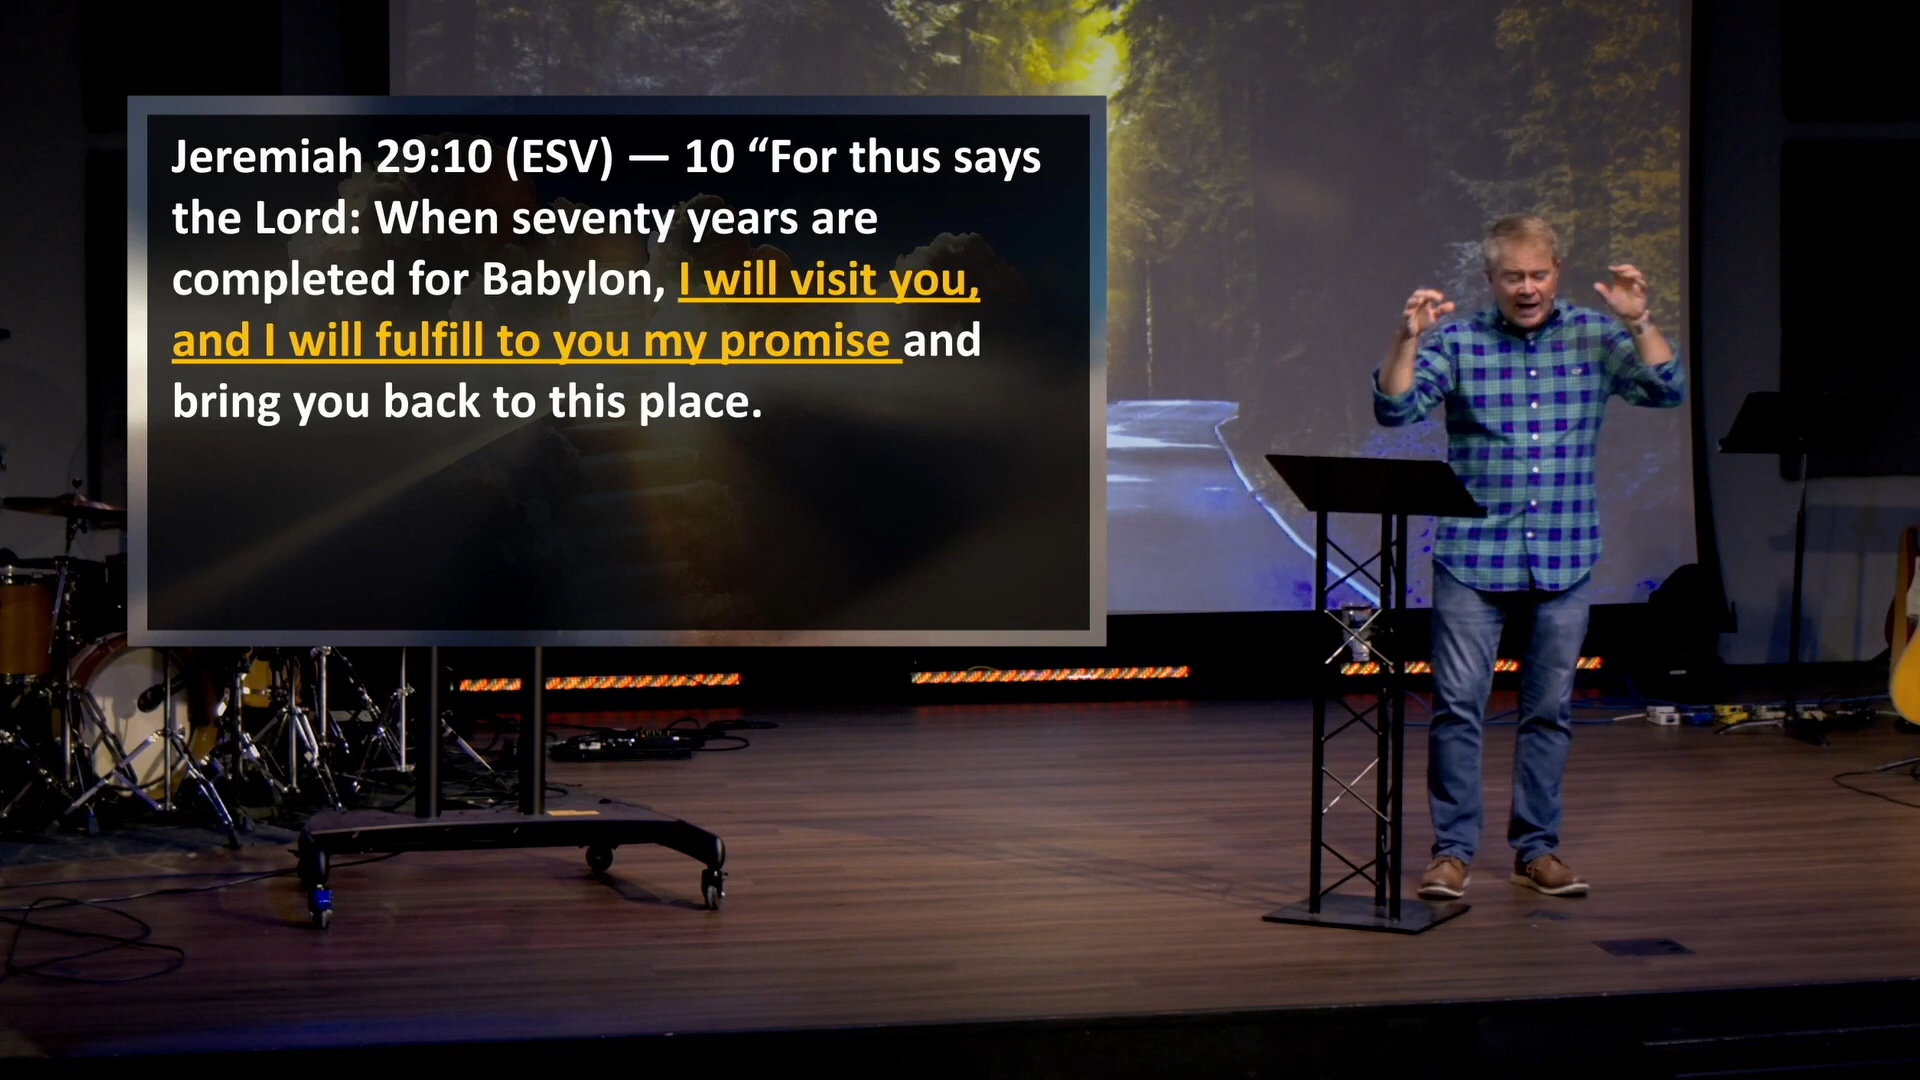 Jeremiah 29:10 (ESV) — 10 “For thus says
the Lord: When seventy years are
completed for Babylon, I will visit you,
and I will fulfill to you my promise and
bring you back to this place.